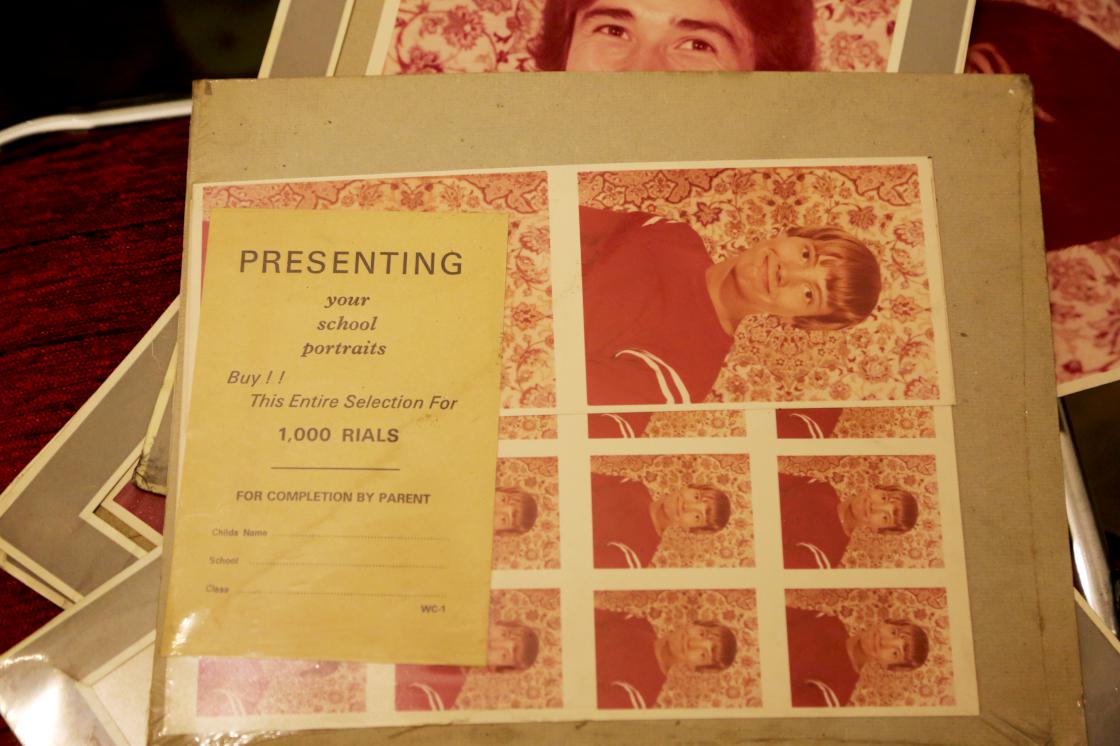 PRESENTING
your
school
portraits
Buy ! !
This Entire Selection For
1,000 RIALS
FOR COMPLETION BY PARENT
Childs Name
School
Class
WC-1